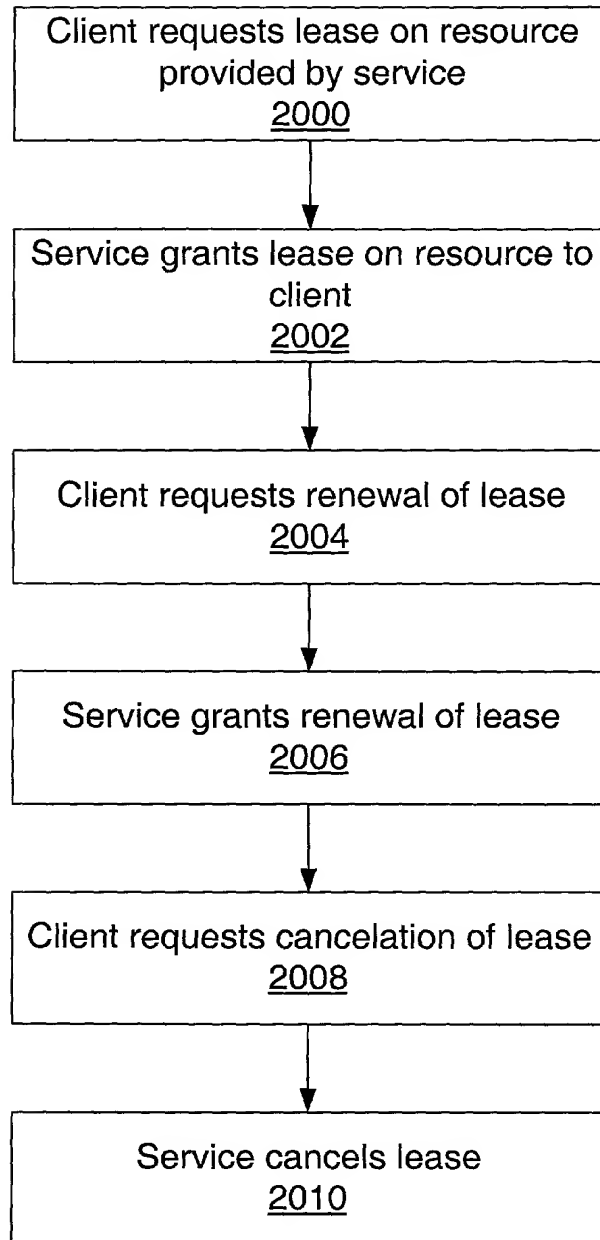 Client requests lease on resource
provided by service
2000
Service grants lease on resource to
client
2002
Client requests renewal of lease
2004
Service grants renewal of lease
2006
Client requests cancelation of lease
2008
Service cancels lease
2010